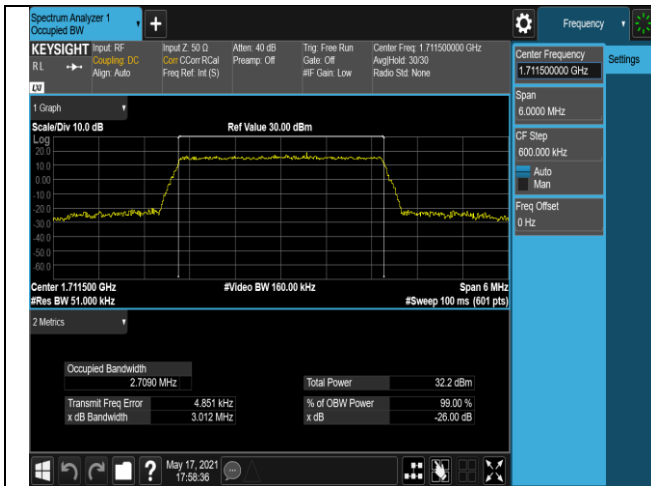 Spectrum Analyzer 1
Occupied BW
Frequency
KEYSIGHT
RL
LXI
Input: RF
Coupling: DC
Align: Auto
Input Z: 50 Ω
Corr CCorr RCal
Freq Ref: Int (S)
Atten: 40 dB
Preamp: Off
Trig: Free Run
Gate: Off
#IF Gain: Low
Center Freq: 1.711500000 GHz
Avg|Hold: 30/30
Radio Std: None
1 Graph
Scale/Div 10.0 dB
Ref Value 30.00 dBm
Log
20.0
10.0
0.00
-10.0
-20.0
-30.0
-40.0
-50.0
-60.0
Center 1.711500 GHz
#Video BW 160.00 kHz
Span 6 MHz
#Res BW 51.000 kHz
#Sweep 100 ms (601 pts)
2 Metrics
Occupied Bandwidth
2.7090 MHz
Total Power 32.2 dBm
Transmit Freq Error 4.851 kHz
% of OBW Power 99.00 %
x dB Bandwidth 3.012 MHz
x dB -26.00 dB
May 17, 2021
17:58:36
?
Center Frequency
1.711500000 GHz
Settings
Span
6.0000 MHz
CF Step
600.000 kHz
Auto
Man
Freq Offset
0 Hz